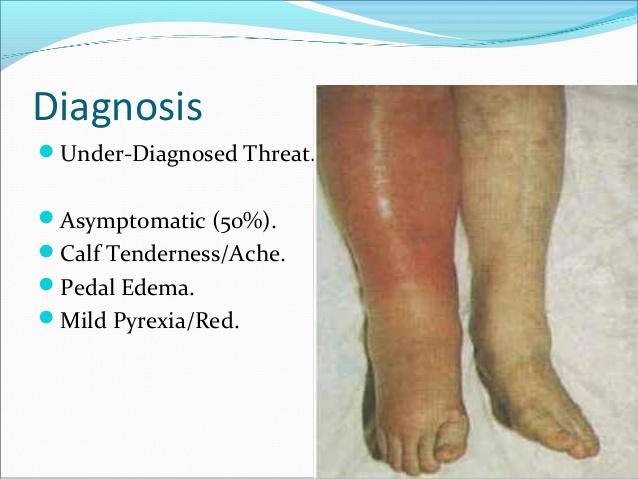 Diagnosis
Under-Diagnosed Threat.
Asymptomatic (50%).
Calf Tenderness/Ache.
Pedal Edema.
Mild Pyrexia/Red.